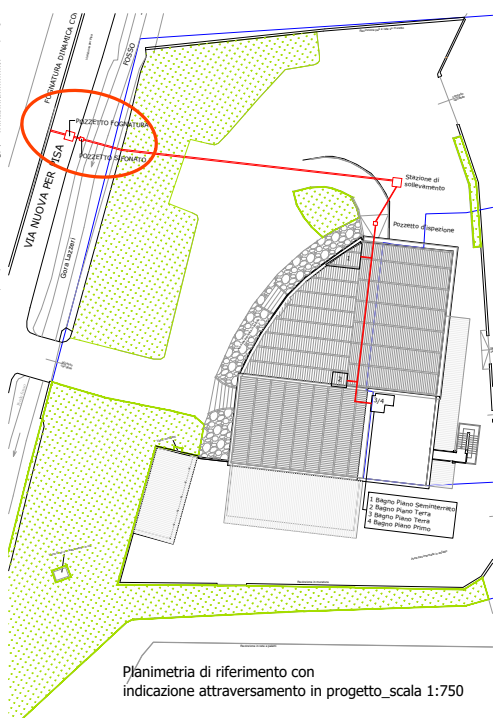 FOGNATURA DINAMICA CO
FOSSO
POZZETTO FOGNATURA
POZZETTO SIFONATO
VIA NUOVA PER PISA
Gora Lazzeri
Stazione di
sollevamento
Pozzetto d'ispezione
2
3/4
1 Bagno Piano Seminterrato
2 Bagno Piano Terra
3 Bagno Piano Terra
4 Bagno Piano Primo
Planimetria di riferimento con
indicazione attraversamento in progetto_scala 1:750